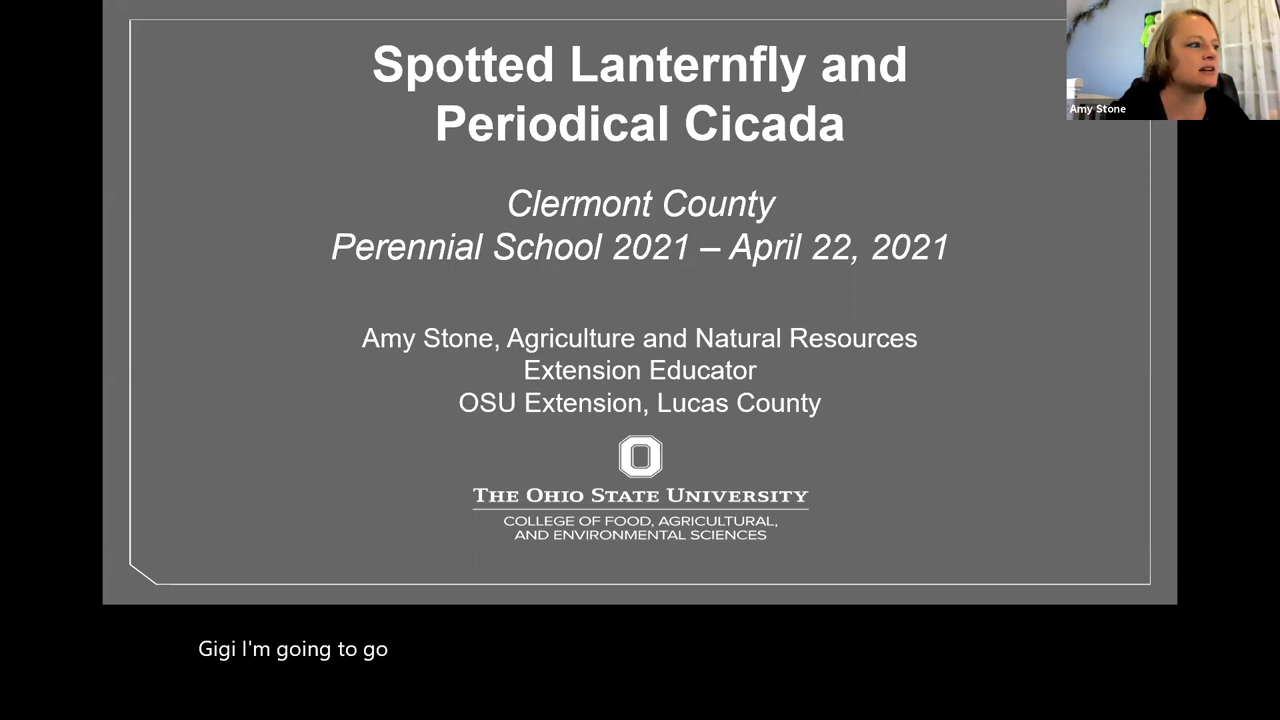 Spotted Lanternfly and
Periodical Cicada
Amy Stone
Clermont County
Perennial School 2021 – April 22, 2021
Amy Stone, Agriculture and Natural Resources
Extension Educator
OSU Extension, Lucas County
THE OHIO STATE UNIVERSITY
COLLEGE OF FOOD, AGRICULTURAL,
AND ENVIRONMENTAL SCIENCES
Gigi I'm going to go